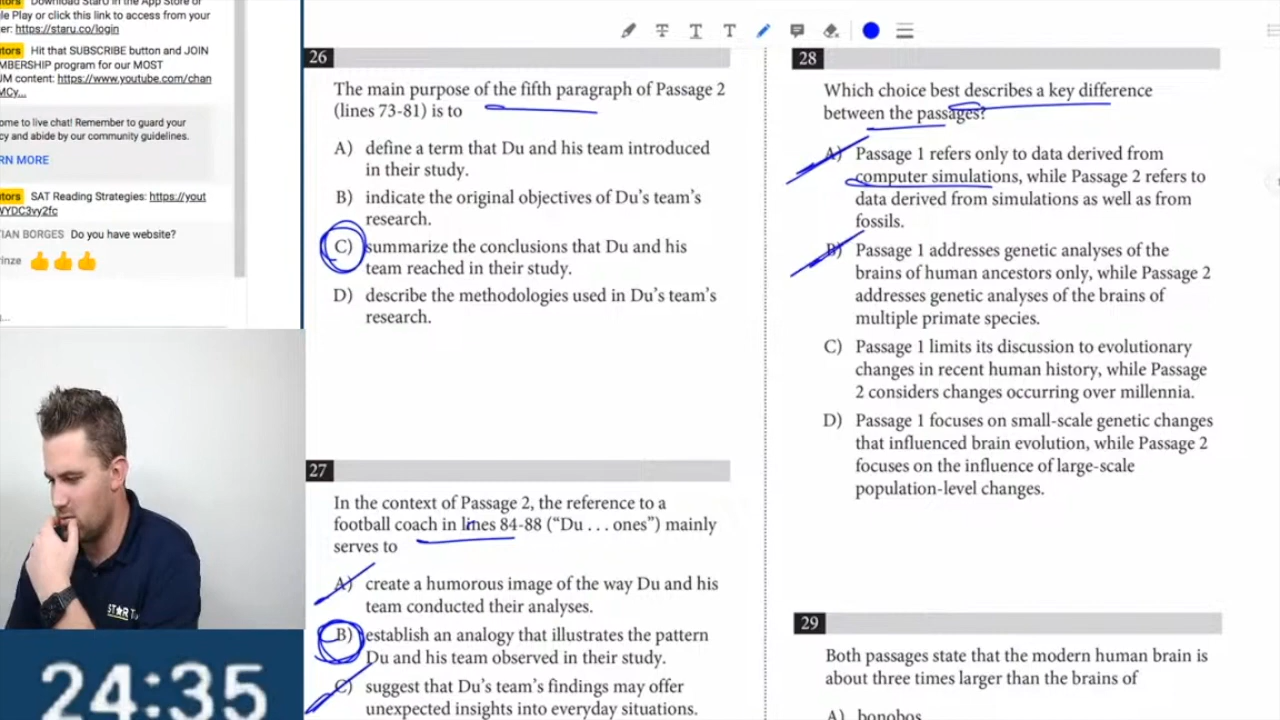 Download StarU in the App Store or
le Play or click this link to access from your
er: https://staru.co/login
utors Hit that SUBSCRIBE button and JOIN
MBERSHIP program for our MOST
UM content: https://www.youtube.com/chan
MCy...
ome to live chat! Remember to guard your
cy and abide by our community guidelines.
RN MORE
utors SAT Reading Strategies: https://yout
WYDC3vy2fc
TIAN BORGES Do you have website?
rinze 👍👍👍
24:35
26
The main purpose of the fifth paragraph of Passage 2
(lines 73-81) is to
A) define a term that Du and his team introduced
in their study.
B) indicate the original objectives of Du's team's
research.
C) summarize the conclusions that Du and his
team reached in their study.
D) describe the methodologies used in Du's team's
research.
27
In the context of Passage 2, the reference to a
football coach in lines 84-88 (“Du . . . ones”) mainly
serves to
A) create a humorous image of the way Du and his
team conducted their analyses.
B) establish an analogy that illustrates the pattern
Du and his team observed in their study.
C) suggest that Du's team's findings may offer
unexpected insights into everyday situations.
28
Which choice best describes a key difference
between the passages?
A) Passage 1 refers only to data derived from
computer simulations, while Passage 2 refers to
data derived from simulations as well as from
fossils.
B) Passage 1 addresses genetic analyses of the
brains of human ancestors only, while Passage 2
addresses genetic analyses of the brains of
multiple primate species.
C) Passage 1 limits its discussion to evolutionary
changes in recent human history, while Passage
2 considers changes occurring over millennia.
D) Passage 1 focuses on small-scale genetic changes
that influenced brain evolution, while Passage 2
focuses on the influence of large-scale
population-level changes.
29
Both passages state that the modern human brain is
about three times larger than the brains of
A) bonobos.